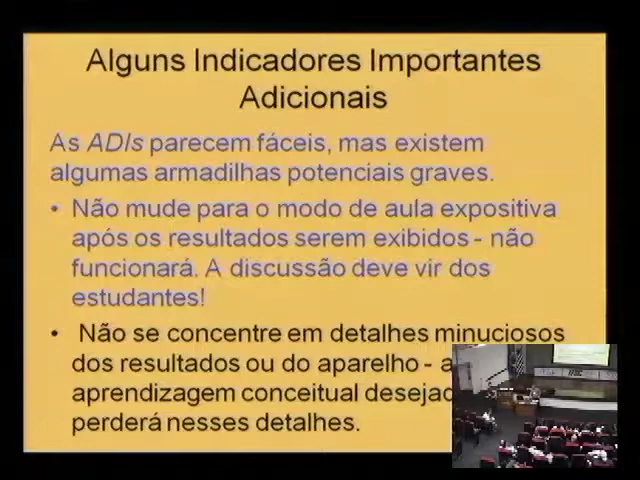 Alguns Indicadores Importantes
Adicionais
As ADIs parecem fáceis, mas existem
algumas armadilhas potenciais graves.
• Não mude para o modo de aula expositiva
após os resultados serem exibidos - não
funcionará. A discussão deve vir dos
estudantes!
• Não se concentre em detalhes minuciosos
dos resultados ou do aparelho - a
aprendizagem conceitual
perderá nesses detalhes.